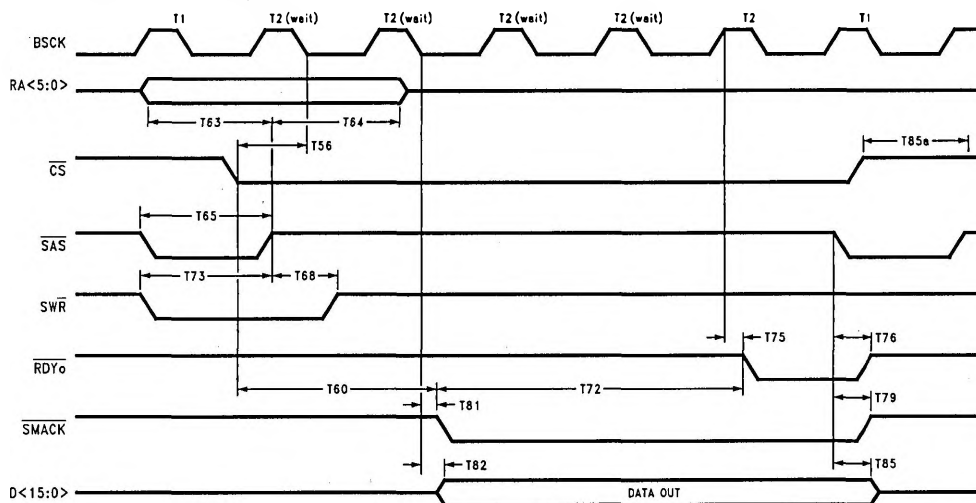 T1 T2 (wait) T2 (wait) T2 (wait) T2 (wait) T2 T1
BSCK
RA<5:0>
T63 T64
T56 T85a
CS
T65
SAS
T73 T68
SWR
T75 T76
RDYo
T60 T72
T81 T79
SMACK
T82 T85
D<15:0> DATA OUT